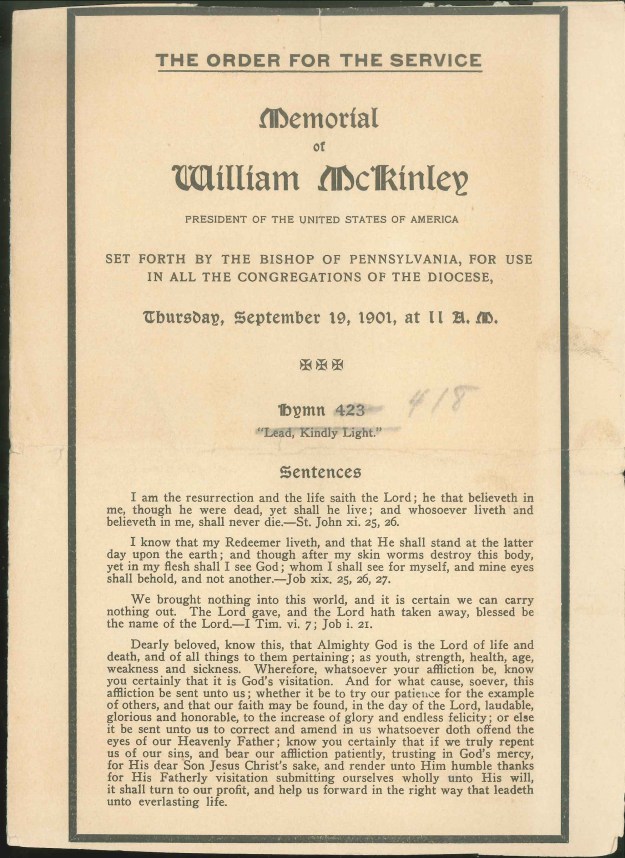 THE ORDER FOR THE SERVICE
Memorial
of
William McKinley
PRESIDENT OF THE UNITED STATES OF AMERICA
SET FORTH BY THE BISHOP OF PENNSYLVANIA, FOR USE
IN ALL THE CONGREGATIONS OF THE DIOCESE,
Thursday, September 19, 1901, at 11 A. M.
✠ ✠ ✠
Hymn 423 418
"Lead, Kindly Light."
Sentences
I am the resurrection and the life saith the Lord; he that believeth in
me, though he were dead, yet shall he live; and whosoever liveth and
believeth in me, shall never die.—St. John xi. 25, 26.
I know that my Redeemer liveth, and that He shall stand at the latter
day upon the earth; and though after my skin worms destroy this body,
yet in my flesh shall I see God; whom I shall see for myself, and mine eyes
shall behold, and not another.—Job xix. 25, 26, 27.
We brought nothing into this world, and it is certain we can carry
nothing out. The Lord gave, and the Lord hath taken away, blessed be
the name of the Lord.—I Tim. vi. 7; Job i. 21.
Dearly beloved, know this, that Almighty God is the Lord of life and
death, and of all things to them pertaining; as youth, strength, health, age,
weakness and sickness. Wherefore, whatsoever your affliction be, know
you certainly that it is God's visitation. And for what cause, soever, this
affliction be sent unto us; whether it be to try our patience for the example
of others, and that our faith may be found, in the day of the Lord, laudable,
glorious and honorable, to the increase of glory and endless felicity; or else
it be sent unto us to correct and amend in us whatsoever doth offend the
eyes of our Heavenly Father; know you certainly that if we truly repent
us of our sins, and bear our affliction patiently, trusting in God's mercy,
for His dear Son Jesus Christ's sake, and render unto Him humble thanks
for His Fatherly visitation submitting ourselves wholly unto His will,
it shall turn to our profit, and help us forward in the right way that leadeth
unto everlasting life.